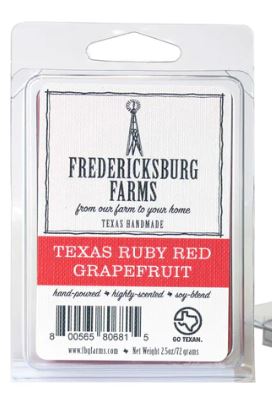 FREDERICKSBURG
FARMS
from our farm to your home
TEXAS HANDMADE
TEXAS RUBY RED
GRAPEFRUIT
hand-poured highly-scented soy-blend
8 00565 80681 5
GO TEXAN.
www.fbgfarms.com Net Weight 2.5oz/72 grams